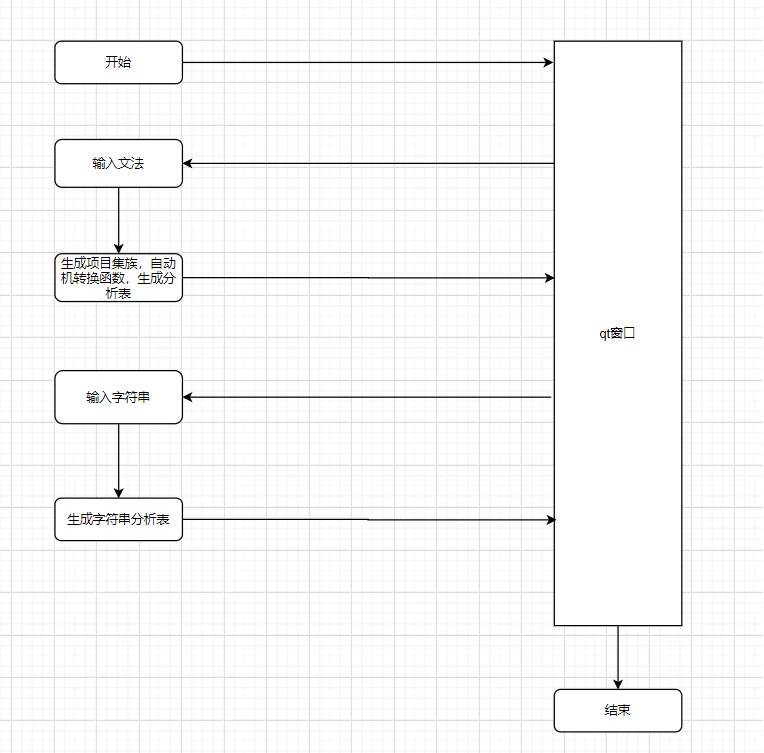 开始
输入文法
生成项目集族，自动
机转换函数，生成分
析表
qt窗口
输入字符串
生成字符串分析表
结束